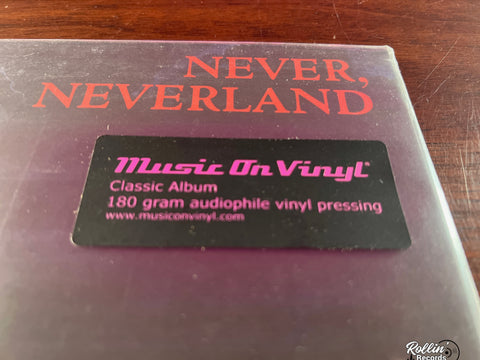 NEVER,
NEVERLAND
Music On Vinyl®
Classic Album
180 gram audiophile vinyl pressing
www.musiconvinyl.com
Rollin'
Records